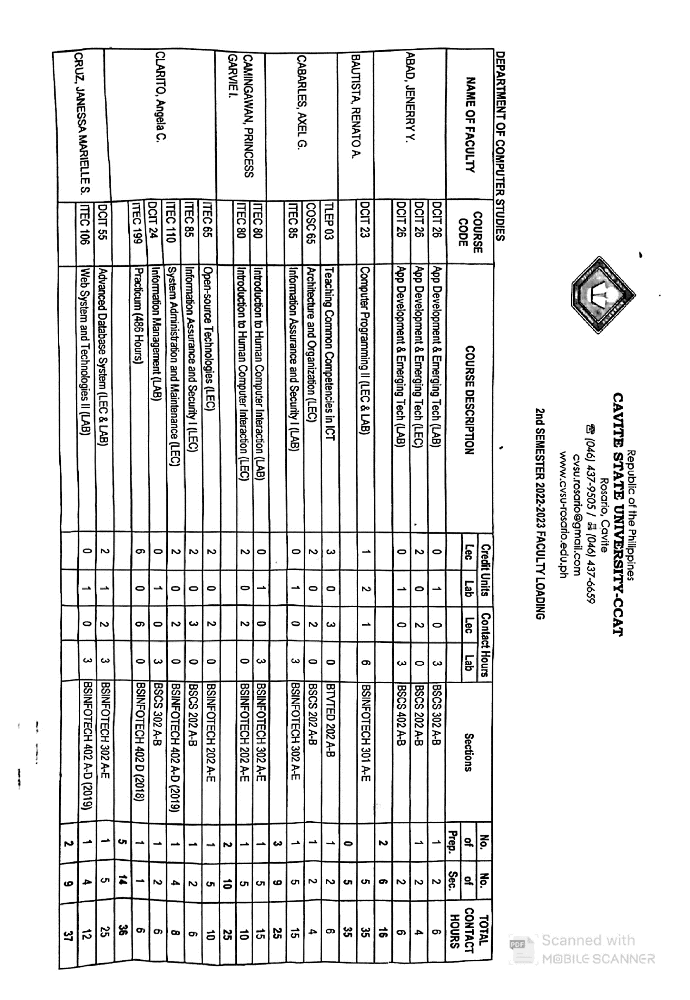 Republic of the Philippines
CAVITE STATE UNIVERSITY-CCAT
Rosario, Cavite
☎ (046) 437-9505 / 🖷 (046) 437-6659
cvsu.rosario@gmail.com
www.cvsu-rosario.edu.ph
2nd SEMESTER 2022-2023 FACULTY LOADING
DEPARTMENT OF COMPUTER STUDIES
NAME OF FACULTY | COURSE CODE | COURSE DESCRIPTION | Credit Units Lec Lab | Contact Hours Lec Lab | Sections | No. of Prep. | No. of Sec. | TOTAL CONTACT HOURS
ABAD, JENERRY Y.
DCIT 26 App Development & Emerging Tech (LAB) 0 1 0 3 BSCS 302 A-B 1 2 6
DCIT 26 App Development & Emerging Tech (LEC) 2 0 2 0 BSCS 202 A-B 1 2 4
DCIT 26 App Development & Emerging Tech (LAB) 0 1 0 3 BSCS 402 A-B 2 6
2 6 16
BAUTISTA, RENATO A.
DCIT 23 Computer Programming II (LEC & LAB) 1 2 1 6 BSINFOTECH 301 A-E 5 35
0 5 35
CABARLES, AXEL G.
TLEP 03 Teaching Common Competencies in ICT 3 0 3 0 BTVTED 202 A-B 1 2 6
COSC 65 Architecture and Organization (LEC) 2 0 2 0 BSCS 202 A-B 1 2 4
ITEC 85 Information Assurance and Security I (LAB) 0 1 0 3 BSINFOTECH 302 A-E 1 5 15
3 9 25
CAMINGAWAN, PRINCESS GARVIE I.
ITEC 80 Introduction to Human Computer Interaction (LAB) 0 1 0 3 BSINFOTECH 302 A-E 1 5 15
ITEC 80 Introduction to Human Computer Interaction (LEC) 2 0 2 0 BSINFOTECH 202 A-E 1 5 10
2 10 25
CLARITO, Angela C.
ITEC 65 Open-source Technologies (LEC) 2 0 2 0 BSINFOTECH 202 A-E 1 5 10
ITEC 85 Information Assurance and Security I (LEC) 2 0 3 0 BSCS 202 A-B 1 2 6
ITEC 110 System Administration and Maintenance (LEC) 2 0 2 0 BSINFOTECH 402 A-D (2019) 1 4 8
DCIT 24 Information Management (LAB) 0 1 0 3 BSCS 302 A-B 1 2 6
ITEC 199 Practicum (486 Hours) 6 0 6 0 BSINFOTECH 402 D (2018) 1 1 6
5 14 36
CRUZ, JANESSA MARIELLE S.
DCIT 55 Advanced Database System (LEC & LAB) 2 1 2 3 BSINFOTECH 302 A-E 1 5 25
ITEC 106 Web System and Technologies II (LAB) 0 1 0 3 BSINFOTECH 402 A-D (2019) 1 4 12
2 9 37
PDF
Scanned with
MOBILE SCANNER